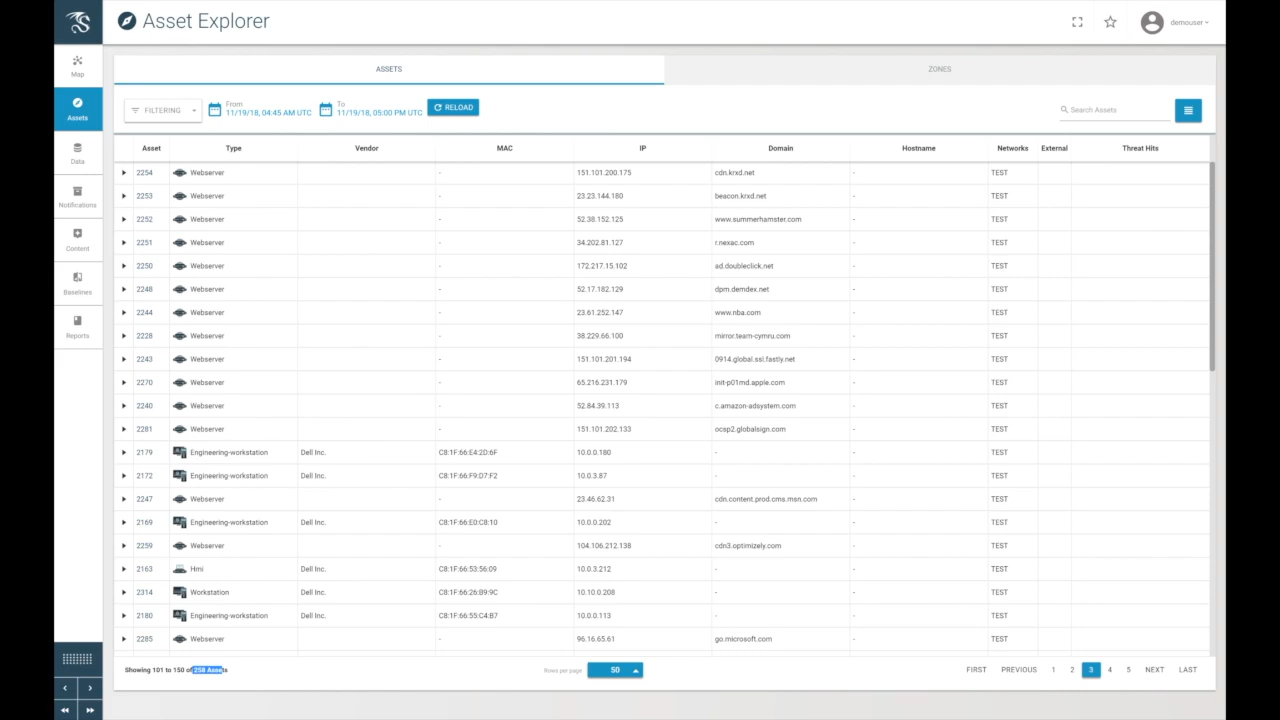 Asset Explorer
demouser
Map
Assets
Data
Notifications
Content
Baselines
Reports
ASSETS
ZONES
FILTERING
From
11/19/18, 04:45 AM UTC
To
11/19/18, 05:00 PM UTC
RELOAD
Search Assets
Asset Type Vendor MAC IP Domain Hostname Networks External Threat Hits
2254 Webserver - 151.101.200.175 cdn.krxd.net - TEST
2253 Webserver - 23.23.144.180 beacon.krxd.net - TEST
2252 Webserver - 52.38.152.125 www.summerhamster.com - TEST
2251 Webserver - 34.202.81.127 r.nexac.com - TEST
2250 Webserver - 172.217.15.102 ad.doubleclick.net - TEST
2248 Webserver - 52.17.182.129 dpm.demdex.net - TEST
2244 Webserver - 23.61.252.147 www.nba.com - TEST
2228 Webserver - 38.229.66.100 mirror.team-cymru.com - TEST
2243 Webserver - 151.101.201.194 0914.global.ssl.fastly.net - TEST
2270 Webserver - 65.216.231.179 init-p01md.apple.com - TEST
2240 Webserver - 52.84.39.113 c.amazon-adsystem.com - TEST
2281 Webserver - 151.101.202.133 ocsp2.globalsign.com - TEST
2179 Engineering-workstation Dell Inc. C8:1F:66:E4:2D:6F 10.0.0.180 - - TEST
2172 Engineering-workstation Dell Inc. C8:1F:66:F9:D7:F2 10.0.3.87 - - TEST
2247 Webserver - 23.46.62.31 cdn.content.prod.cms.msn.com - TEST
2169 Engineering-workstation Dell Inc. C8:1F:66:E0:C8:10 10.0.0.202 - - TEST
2259 Webserver - 104.106.212.138 cdn3.optimizely.com - TEST
2163 Hmi Dell Inc. C8:1F:66:53:56:09 10.0.3.212 - - TEST
2314 Workstation Dell Inc. C8:1F:66:26:B9:9C 10.10.0.208 - - TEST
2180 Engineering-workstation Dell Inc. C8:1F:66:55:C4:B7 10.0.0.113 - - TEST
2285 Webserver - 96.16.65.61 go.microsoft.com - TEST
Showing 101 to 150 of 258 Assets
Rows per page: 50
FIRST PREVIOUS 1 2 3 4 5 NEXT LAST